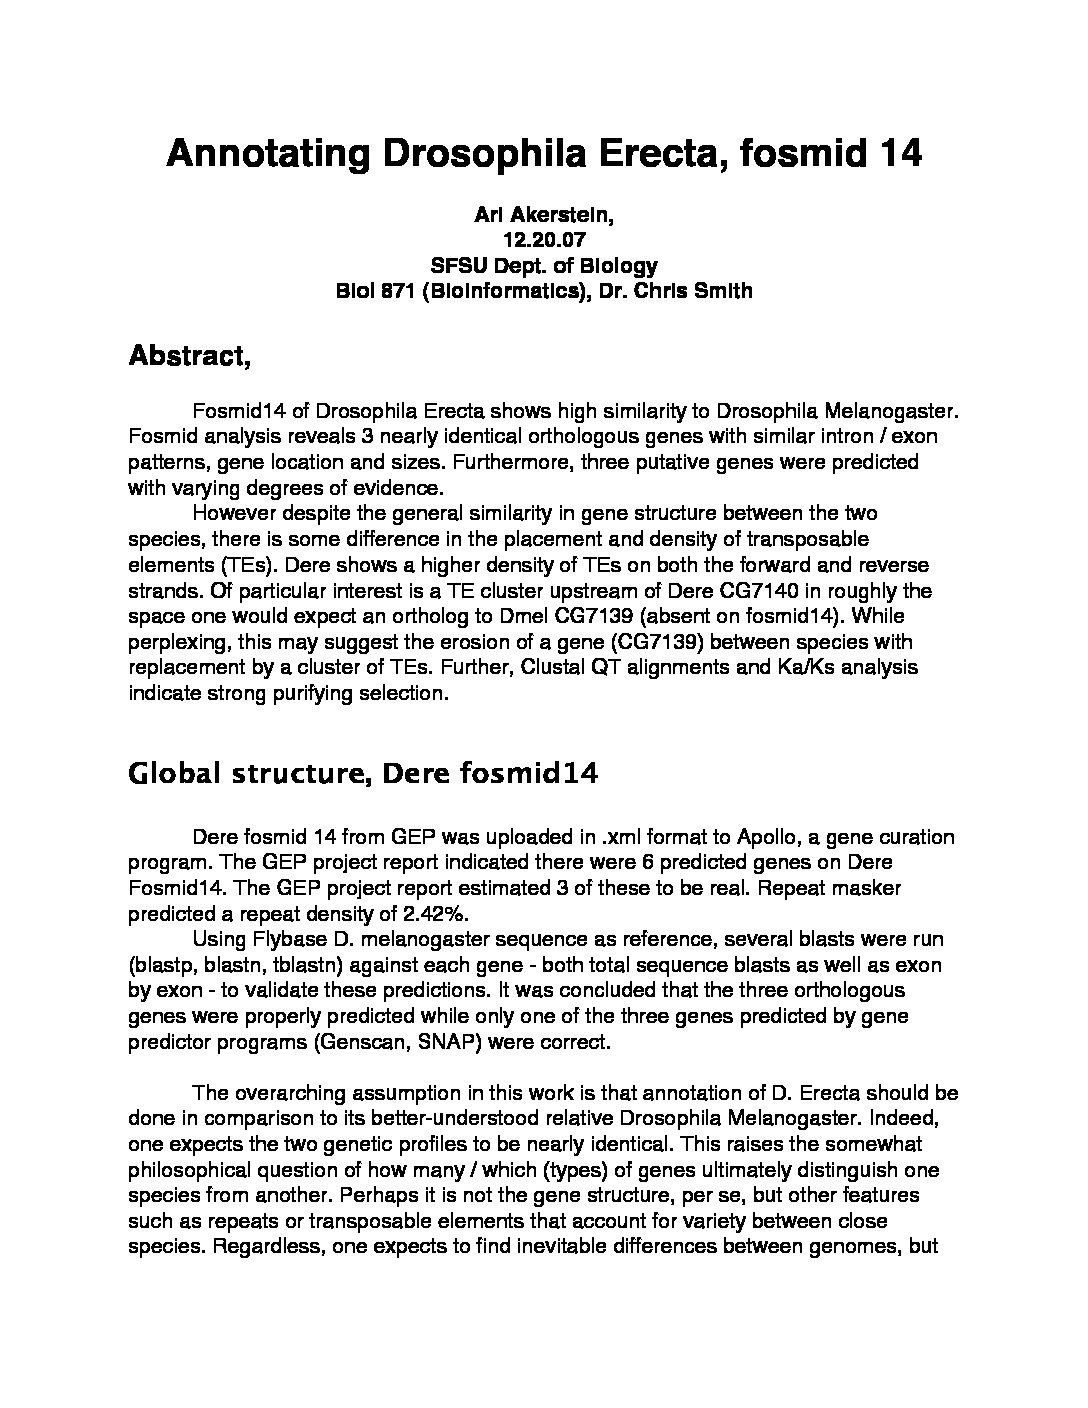 Annotating Drosophila Erecta, fosmid 14
Ari Akerstein,
12.20.07
SFSU Dept. of Biology
Biol 871 (Bioinformatics), Dr. Chris Smith
Abstract,
Fosmid14 of Drosophila Erecta shows high similarity to Drosophila Melanogaster.
Fosmid analysis reveals 3 nearly identical orthologous genes with similar intron / exon
patterns, gene location and sizes. Furthermore, three putative genes were predicted
with varying degrees of evidence.
However despite the general similarity in gene structure between the two
species, there is some difference in the placement and density of transposable
elements (TEs). Dere shows a higher density of TEs on both the forward and reverse
strands. Of particular interest is a TE cluster upstream of Dere CG7140 in roughly the
space one would expect an ortholog to Dmel CG7139 (absent on fosmid14). While
perplexing, this may suggest the erosion of a gene (CG7139) between species with
replacement by a cluster of TEs. Further, Clustal QT alignments and Ka/Ks analysis
indicate strong purifying selection.
Global structure, Dere fosmid14
Dere fosmid 14 from GEP was uploaded in .xml format to Apollo, a gene curation
program. The GEP project report indicated there were 6 predicted genes on Dere
Fosmid14. The GEP project report estimated 3 of these to be real. Repeat masker
predicted a repeat density of 2.42%.
Using Flybase D. melanogaster sequence as reference, several blasts were run
(blastp, blastn, tblastn) against each gene - both total sequence blasts as well as exon
by exon - to validate these predictions. It was concluded that the three orthologous
genes were properly predicted while only one of the three genes predicted by gene
predictor programs (Genscan, SNAP) were correct.
The overarching assumption in this work is that annotation of D. Erecta should be
done in comparison to its better-understood relative Drosophila Melanogaster. Indeed,
one expects the two genetic profiles to be nearly identical. This raises the somewhat
philosophical question of how many / which (types) of genes ultimately distinguish one
species from another. Perhaps it is not the gene structure, per se, but other features
such as repeats or transposable elements that account for variety between close
species. Regardless, one expects to find inevitable differences between genomes, but